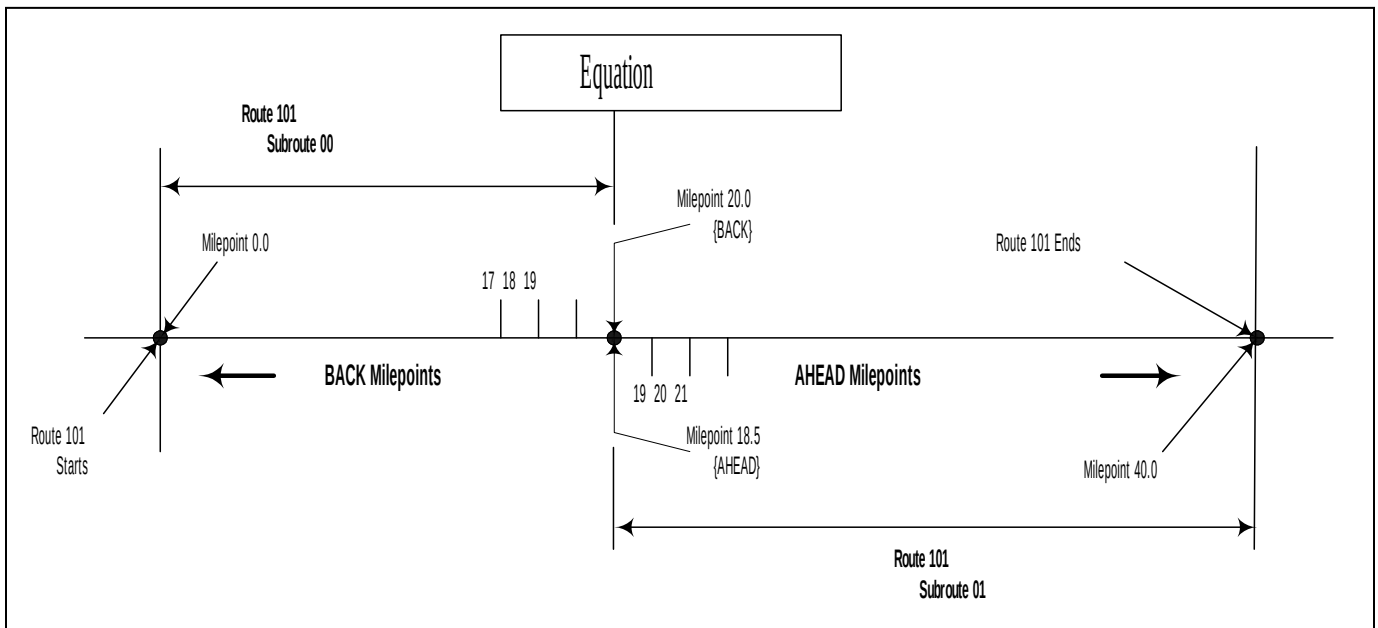 Equation
Route 101
Subroute 00
Milepoint 20.0
{BACK}
Milepoint 0.0
Route 101 Ends
17 18 19
BACK Milepoints
AHEAD Milepoints
19 20 21
Route 101
Starts
Milepoint 18.5
{AHEAD}
Milepoint 40.0
Route 101
Subroute 01